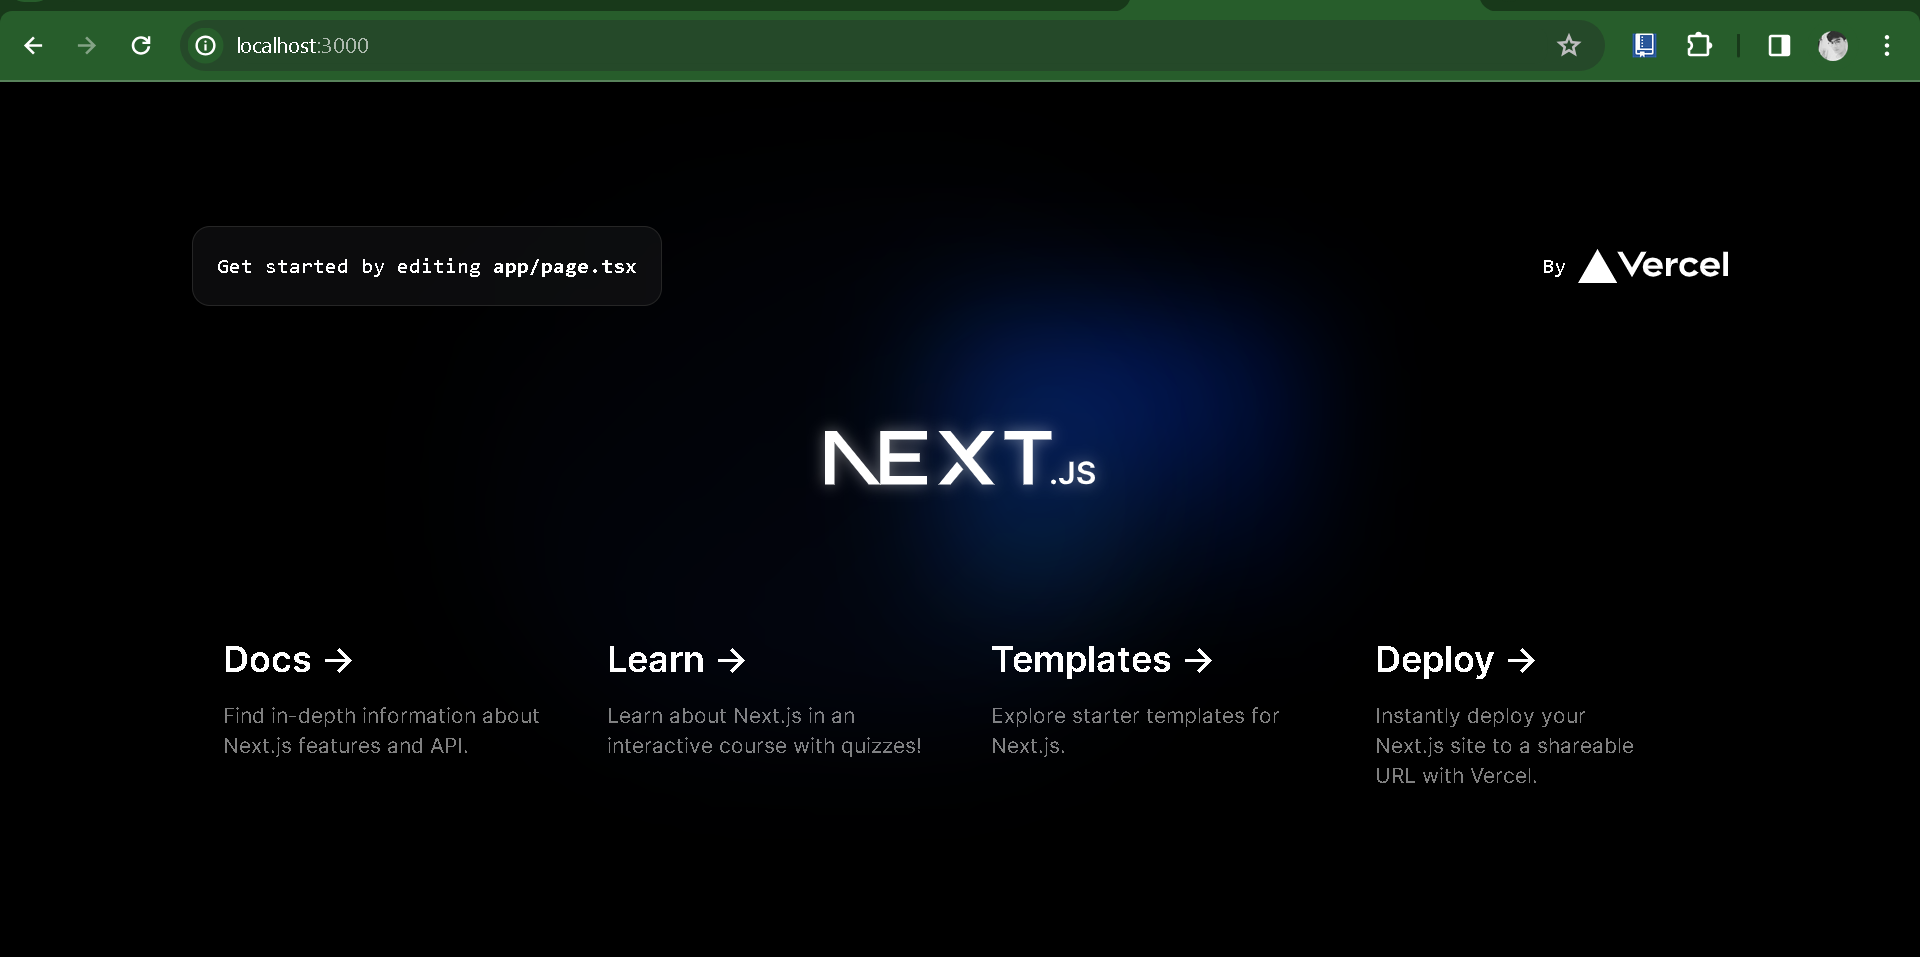 localhost:3000
Get started by editing app/page.tsx
By Vercel
NEXT.JS
Docs →
Find in-depth information about
Next.js features and API.
Learn →
Learn about Next.js in an
interactive course with quizzes!
Templates →
Explore starter templates for
Next.js.
Deploy →
Instantly deploy your
Next.js site to a shareable
URL with Vercel.